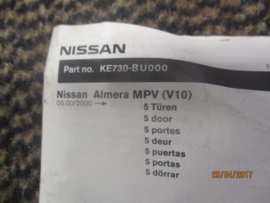 NISSAN
Part no. KE730-BU000
Nissan Almera MPV (V10)
06.00/2000 →
5 Türen
5 door
5 portes
5 deur
5 puertas
5 portas
5 dörrar
25/04/2017